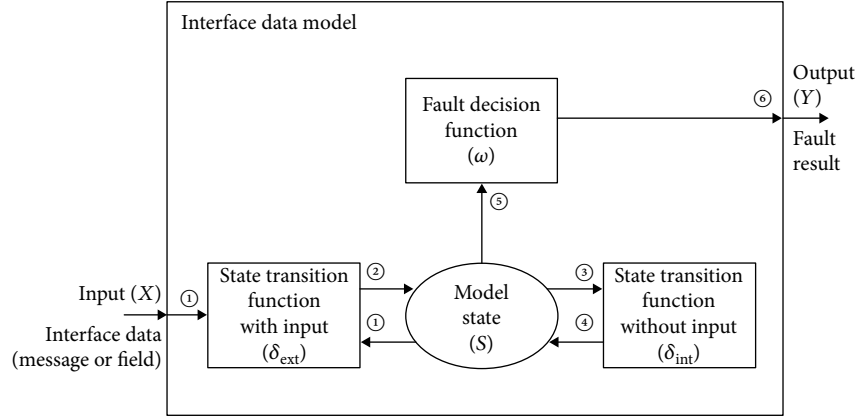 Interface data model
Output
(Y)
Fault
result
⑥
Fault decision
function
(ω)
⑤
Input (X)
Interface data
(message or field)
①
State transition
function
with input
(δext)
②
①
Model
state
(S)
③
④
State transition
function
without input
(δint)